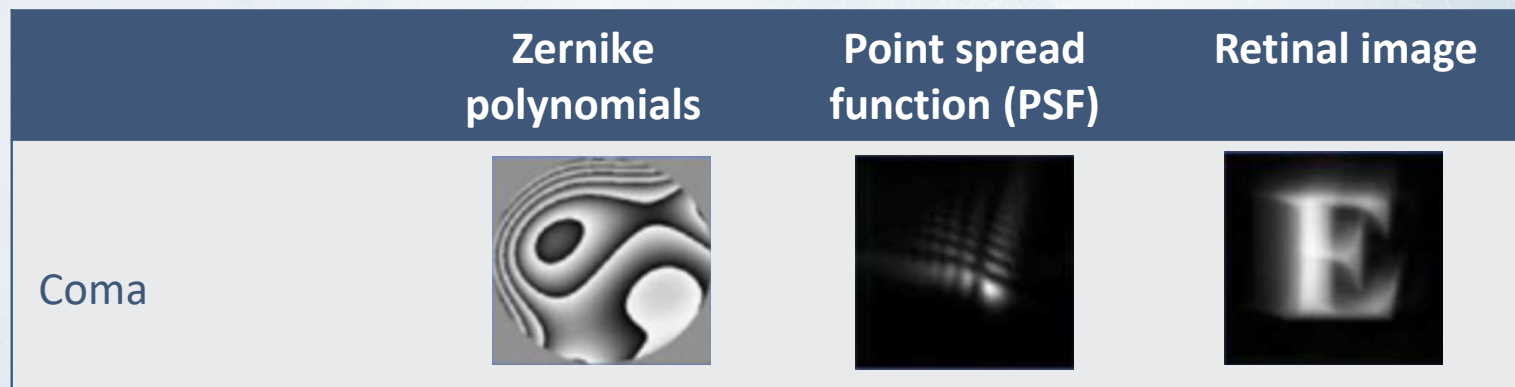 Zernike
polynomials
Point spread
function (PSF)
Retinal image
Coma
E